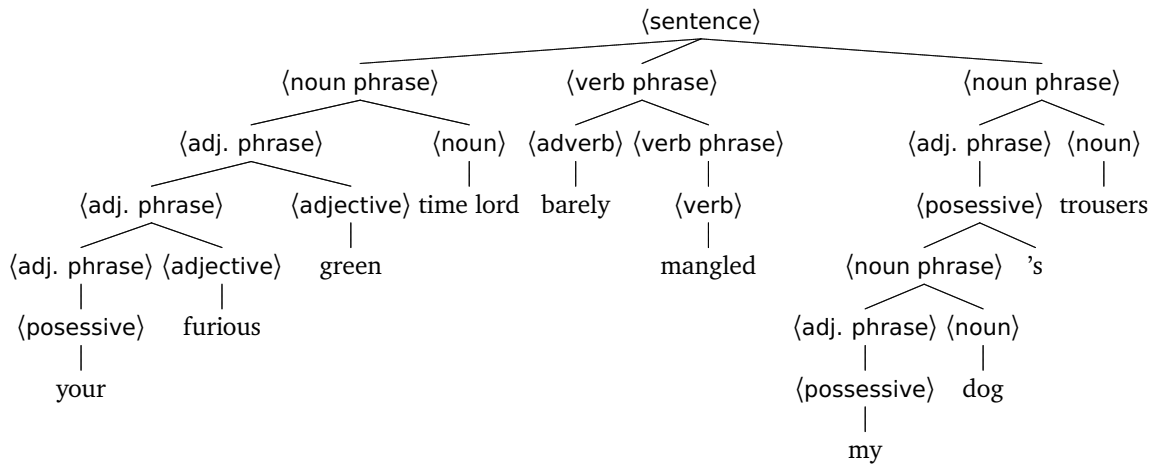 ⟨sentence⟩
⟨noun phrase⟩ ⟨verb phrase⟩ ⟨noun phrase⟩
⟨adj. phrase⟩ ⟨noun⟩ ⟨adverb⟩ ⟨verb phrase⟩ ⟨adj. phrase⟩ ⟨noun⟩
⟨adj. phrase⟩ ⟨adjective⟩ time lord barely ⟨verb⟩ ⟨posessive⟩ trousers
⟨adj. phrase⟩ ⟨adjective⟩ green mangled ⟨noun phrase⟩ ’s
⟨posessive⟩ furious ⟨adj. phrase⟩ ⟨noun⟩
your ⟨possessive⟩ dog
my